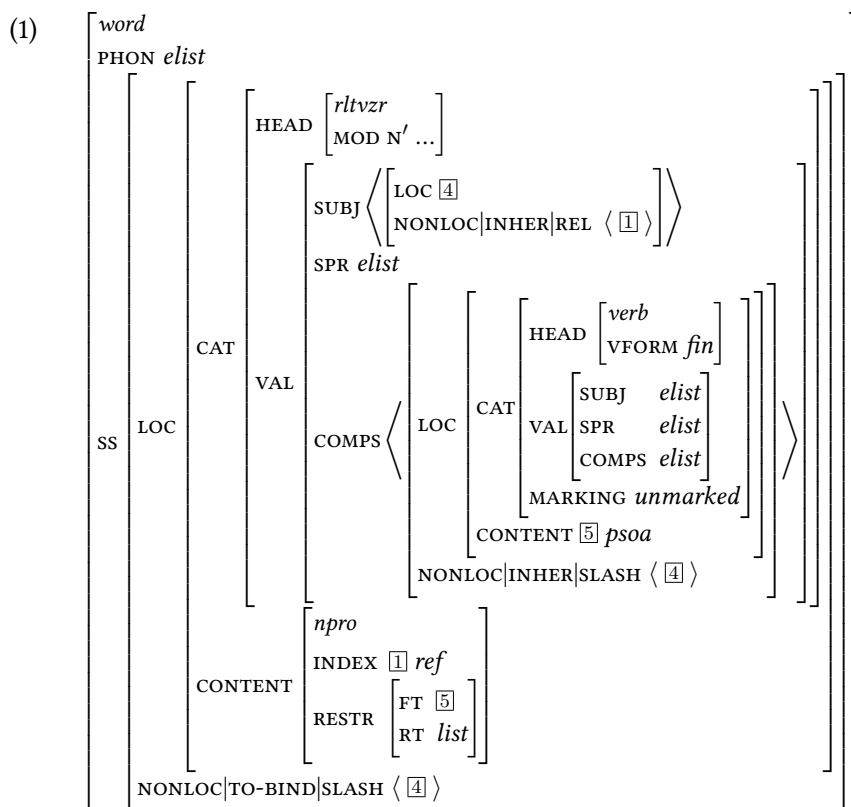 (1)
word
PHON elist
HEAD
rltvzr
MOD N′ ...
SUBJ
LOC 4
NONLOC|INHER|REL ⟨ 1 ⟩
SPR elist
HEAD
verb
VFORM fin
CAT
VAL
SUBJ elist
SPR elist
COMPS elist
SS LOC
CAT
VAL
COMPS
LOC
MARKING unmarked
CONTENT 5 psoa
NONLOC|INHER|SLASH ⟨ 4 ⟩
npro
INDEX 1 ref
CONTENT
RESTR
FT 5
RT list
NONLOC|TO-BIND|SLASH ⟨ 4 ⟩